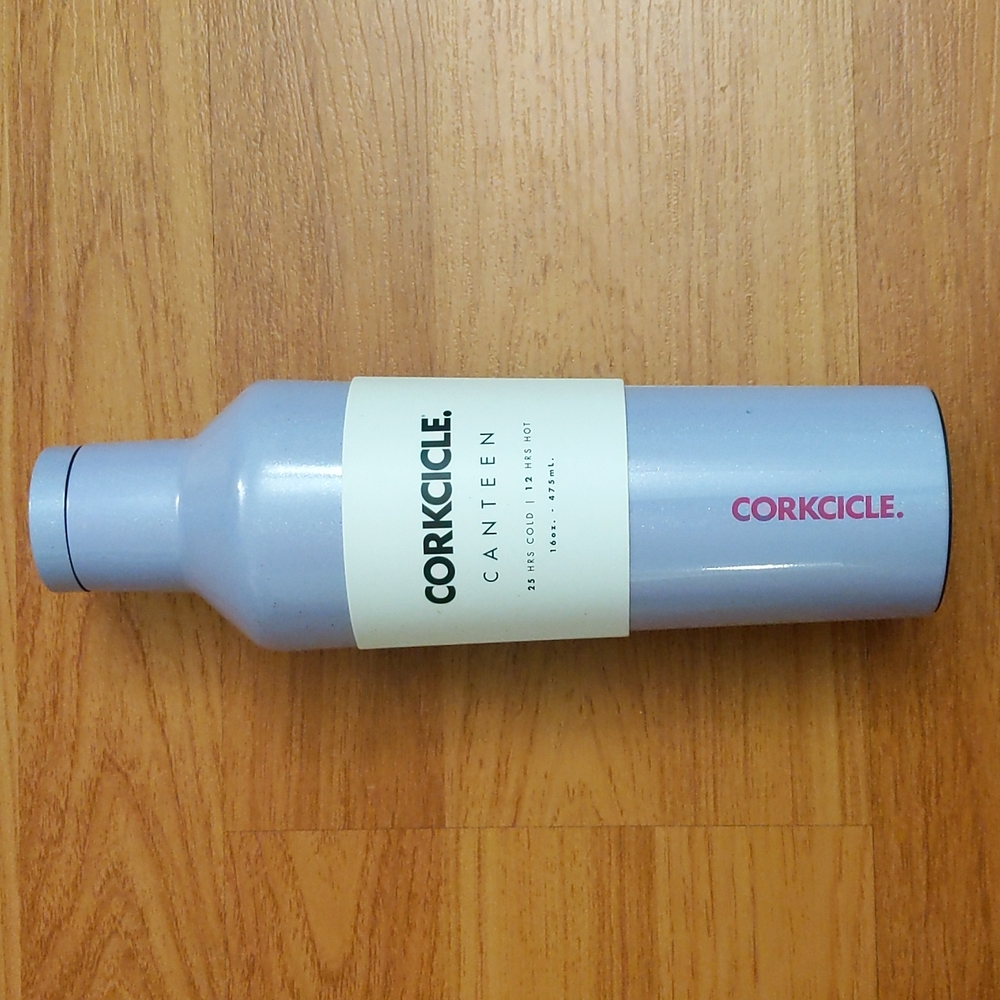 CORKCICLE.
CANTEEN
25 HRS COLD | 12 HRS HOT
16oz. - 475mL.
CORKCICLE.